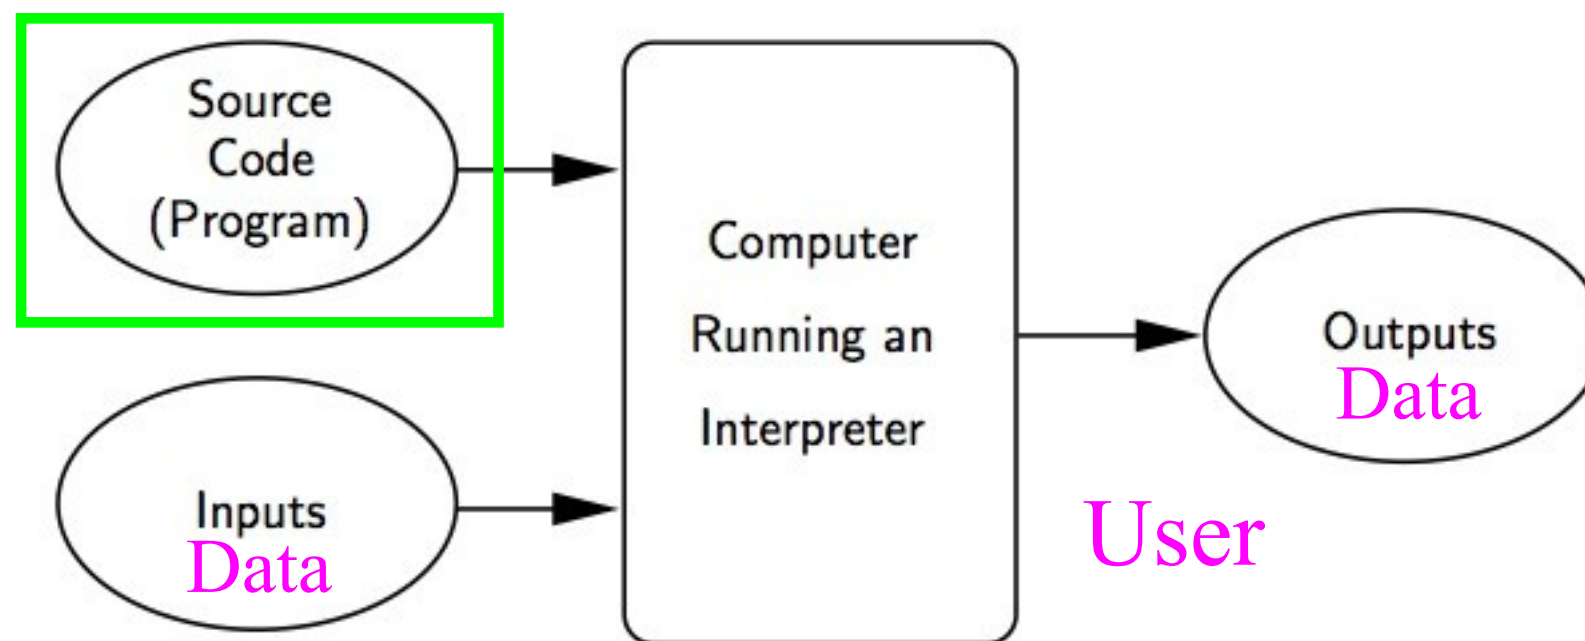 Source
Code
(Program)
Inputs
Data
Computer
Running an
Interpreter
Outputs
Data
User